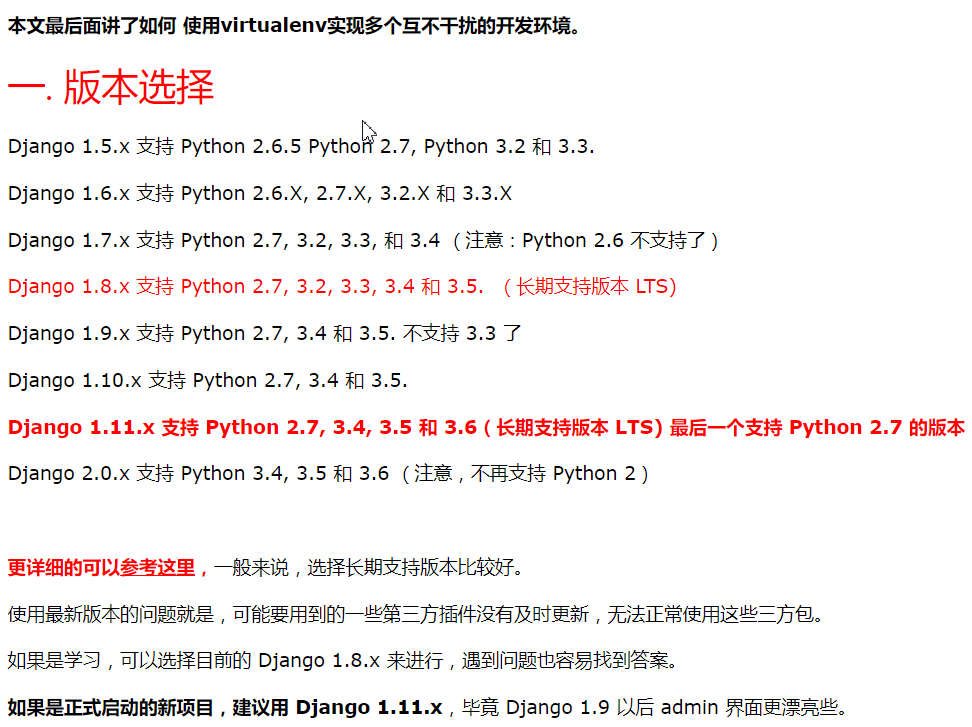 本文最后面讲了如何 使用virtualenv实现多个互不干扰的开发环境。
一. 版本选择
Django 1.5.x 支持 Python 2.6.5 Python 2.7, Python 3.2 和 3.3.
Django 1.6.x 支持 Python 2.6.X, 2.7.X, 3.2.X 和 3.3.X
Django 1.7.x 支持 Python 2.7, 3.2, 3.3, 和 3.4 （注意：Python 2.6 不支持了）
Django 1.8.x 支持 Python 2.7, 3.2, 3.3, 3.4 和 3.5. （长期支持版本 LTS)
Django 1.9.x 支持 Python 2.7, 3.4 和 3.5. 不支持 3.3 了
Django 1.10.x 支持 Python 2.7, 3.4 和 3.5.
Django 1.11.x 支持 Python 2.7, 3.4, 3.5 和 3.6（长期支持版本 LTS) 最后一个支持 Python 2.7 的版本
Django 2.0.x 支持 Python 3.4, 3.5 和 3.6 （注意，不再支持 Python 2）
更详细的可以参考这里，一般来说，选择长期支持版本比较好。
使用最新版本的问题就是，可能要用到的一些第三方插件没有及时更新，无法正常使用这些三方包。
如果是学习，可以选择目前的 Django 1.8.x 来进行，遇到问题也容易找到答案。
如果是正式启动的新项目，建议用 Django 1.11.x，毕竟 Django 1.9 以后 admin 界面更漂亮些。